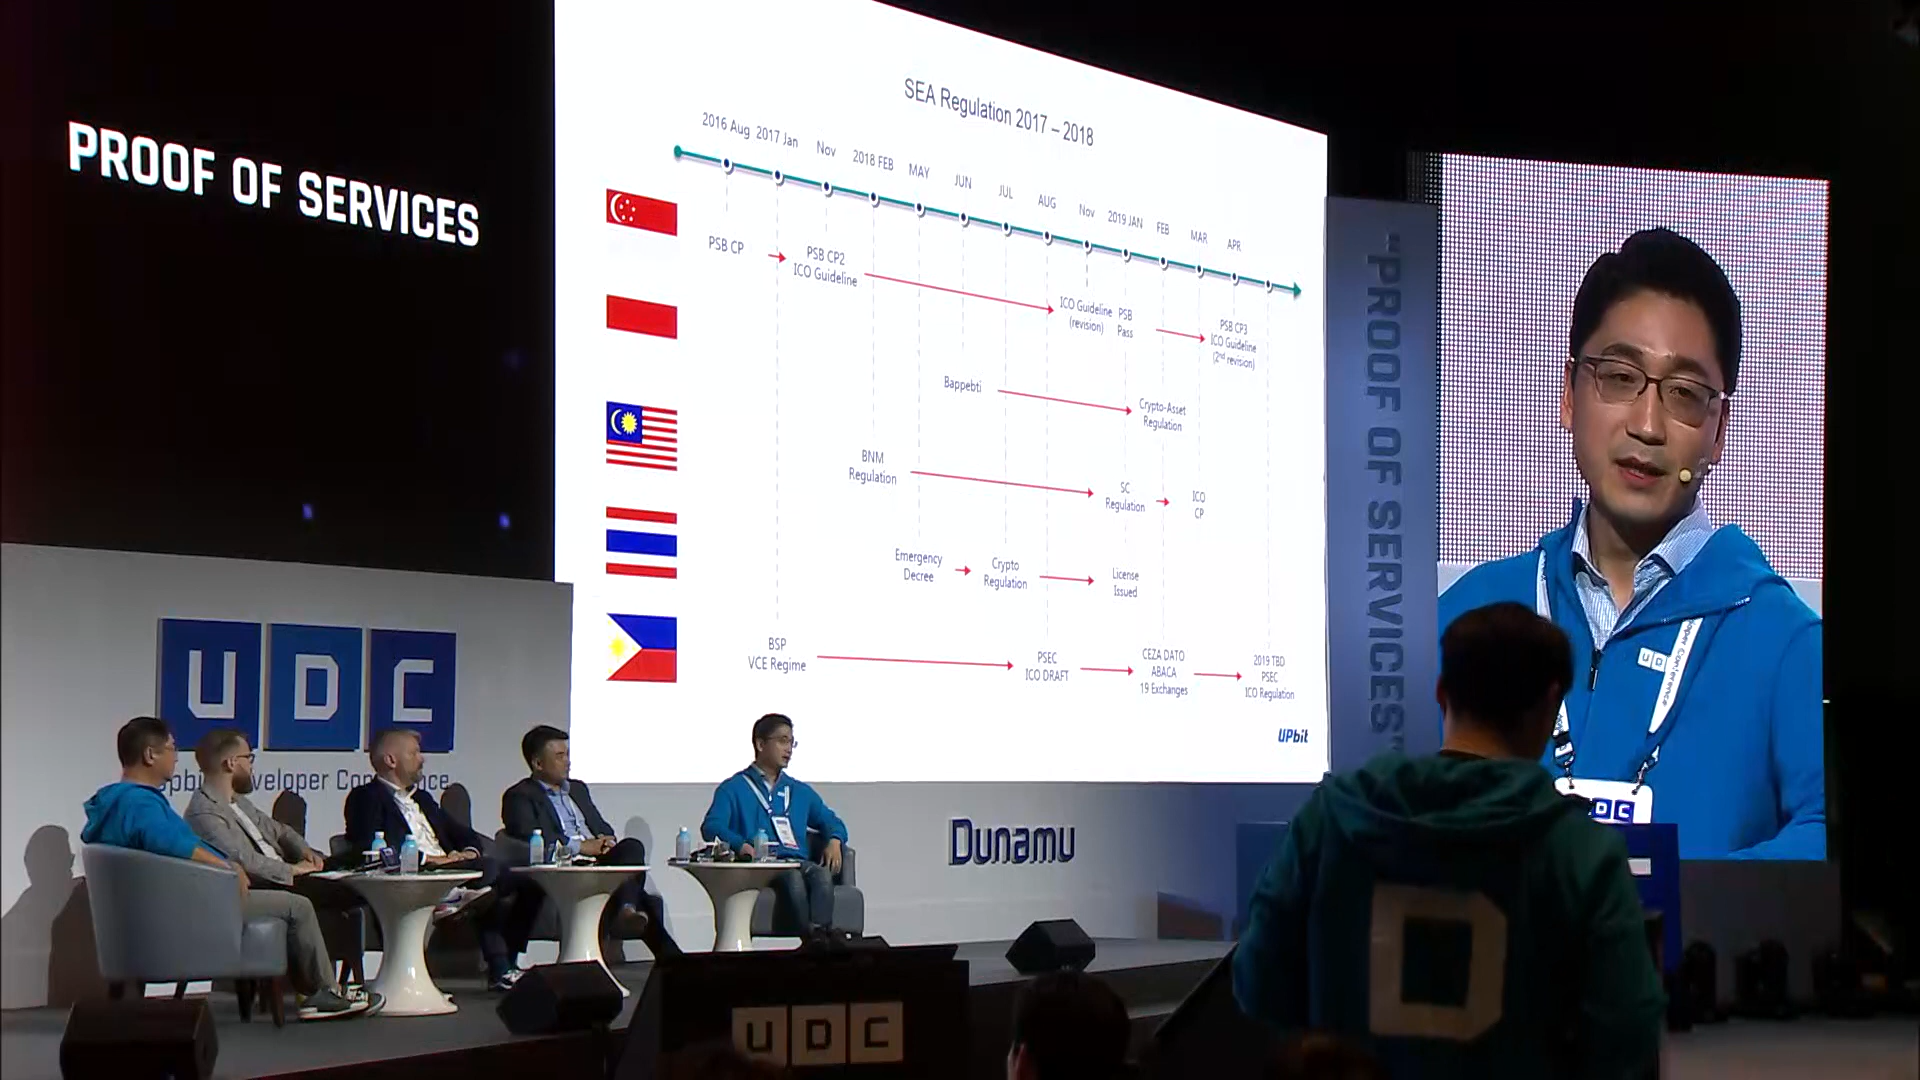 PROOF OF SERVICES
SEA Regulation 2017 – 2018
2016 Aug 2017 Jan Nov 2018 FEB MAY JUN JUL AUG Nov 2019 JAN FEB MAR APR
PSB CP
PSB CP2
ICO Guideline
ICO Guideline
(revision)
PSB
Pass
PSB CP3
ICO Guideline
(2nd revision)
Bappebti
Crypto-Asset
Regulation
BNM
Regulation
SC
Regulation
ICO
CP
Emergency
Decree
Crypto
Regulation
License
Issued
BSP
VCE Regime
PSEC
ICO DRAFT
CEZA DATO
ABACA
19 Exchanges
2019 TBD
PSEC
ICO Regulation
UPbit
"PROOF OF SERVICES"
UDC
Dunamu
UDC
D
UD
Conference
DC